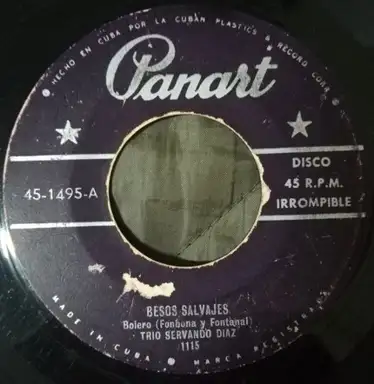 HECHO EN CUBA POR LA CUBAN PLASTICS & RECORD CORP.
Panart
45-1495-A
DISCO
45 R.P.M.
IRROMPIBLE
BESOS SALVAJES
Bolero (Fonbona y Fontanal)
TRIO SERVANDO DIAZ
1115
MADE IN CUBA • MARCA REGISTRADA